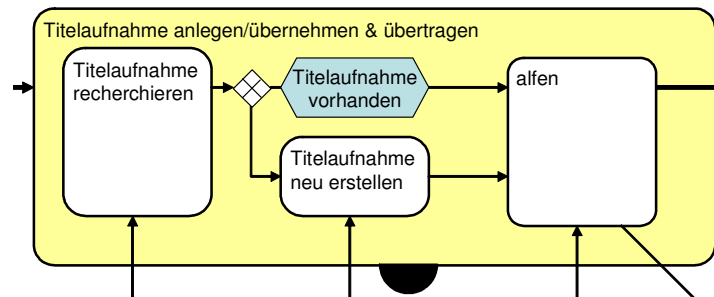 Titelaufnahme anlegen/übernehmen & übertragen
Titelaufnahme
recherchieren
Titelaufnahme
vorhanden
alfen
Titelaufnahme
neu erstellen